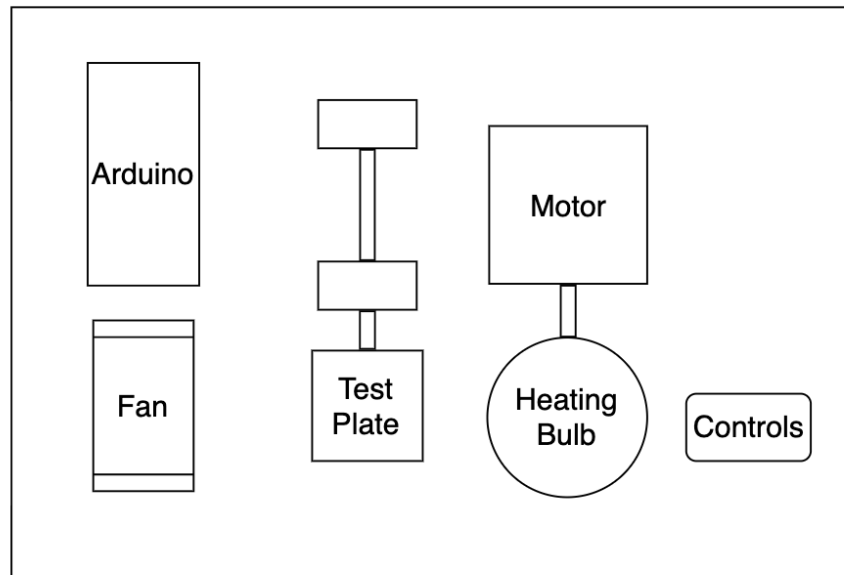 Arduino
Motor
Fan
Test
Plate
Heating
Bulb
Controls